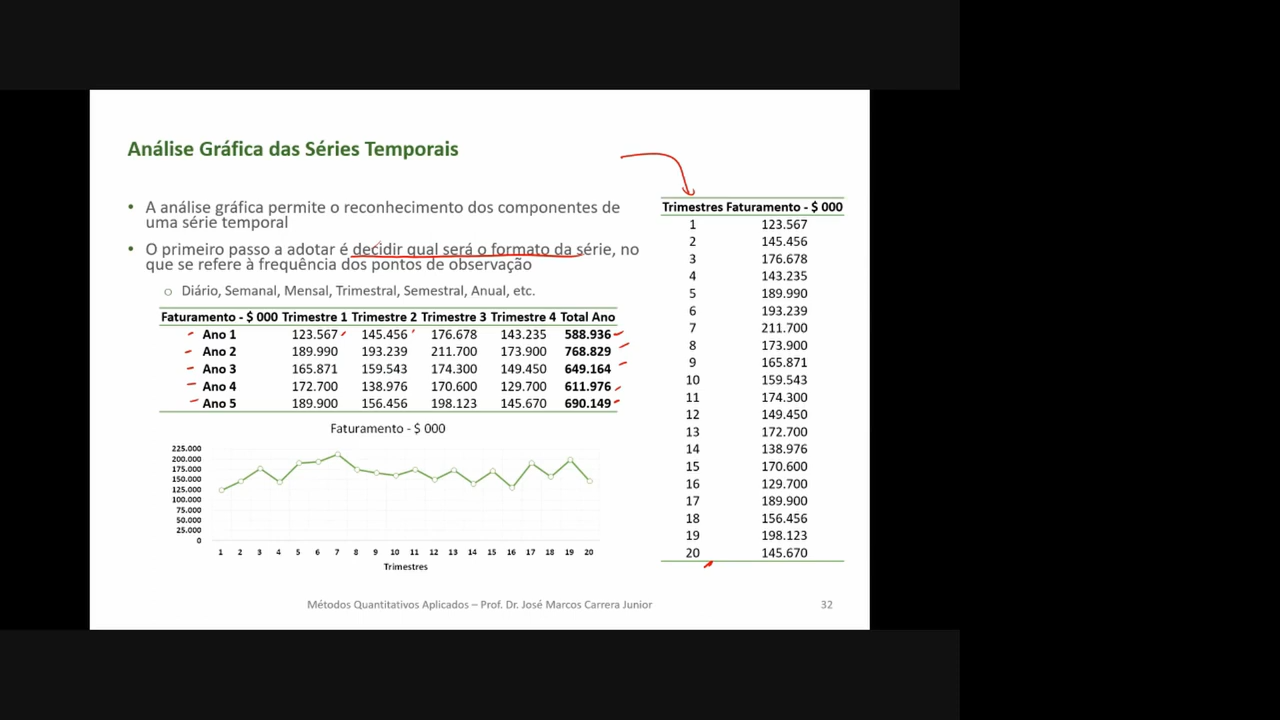 Análise Gráfica das Séries Temporais
• A análise gráfica permite o reconhecimento dos componentes de
uma série temporal
• O primeiro passo a adotar é decidir qual será o formato da série, no
que se refere à frequência dos pontos de observação
○ Diário, Semanal, Mensal, Trimestral, Semestral, Anual, etc.
Faturamento - $ 000 Trimestre 1 Trimestre 2 Trimestre 3 Trimestre 4 Total Ano
Ano 1 123.567 145.456 176.678 143.235 588.936
Ano 2 189.990 193.239 211.700 173.900 768.829
Ano 3 165.871 159.543 174.300 149.450 649.164
Ano 4 172.700 138.976 170.600 129.700 611.976
Ano 5 189.900 156.456 198.123 145.670 690.149
Faturamento - $ 000
225.000
200.000
175.000
150.000
125.000
100.000
75.000
50.000
25.000
0
1 2 3 4 5 6 7 8 9 10 11 12 13 14 15 16 17 18 19 20
Trimestres
Trimestres Faturamento - $ 000
1 123.567
2 145.456
3 176.678
4 143.235
5 189.990
6 193.239
7 211.700
8 173.900
9 165.871
10 159.543
11 174.300
12 149.450
13 172.700
14 138.976
15 170.600
16 129.700
17 189.900
18 156.456
19 198.123
20 145.670
Métodos Quantitativos Aplicados – Prof. Dr. José Marcos Carrera Junior
32